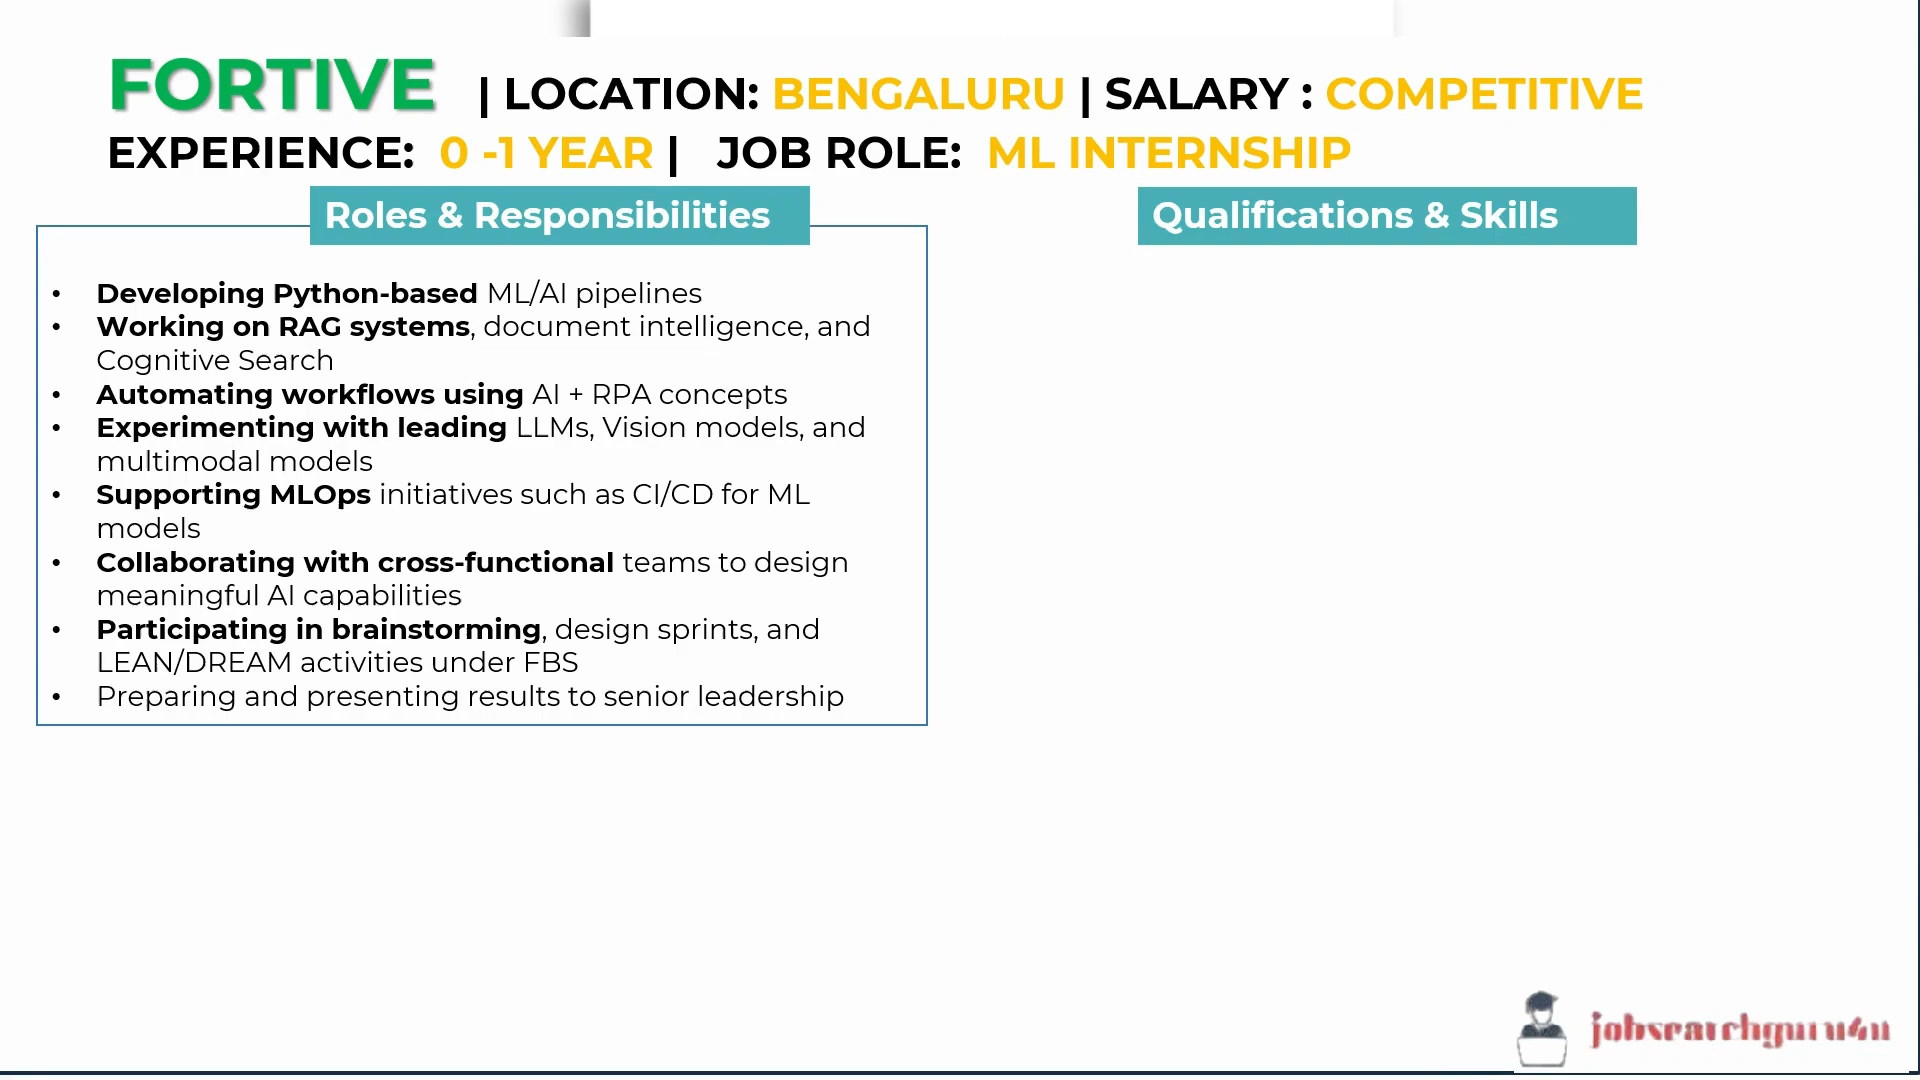 FORTIVE | LOCATION: BENGALURU | SALARY : COMPETITIVE
EXPERIENCE: 0 -1 YEAR | JOB ROLE: ML INTERNSHIP
Roles & Responsibilities
• Developing Python-based ML/AI pipelines
• Working on RAG systems, document intelligence, and
Cognitive Search
• Automating workflows using AI + RPA concepts
• Experimenting with leading LLMs, Vision models, and
multimodal models
• Supporting MLOps initiatives such as CI/CD for ML
models
• Collaborating with cross-functional teams to design
meaningful AI capabilities
• Participating in brainstorming, design sprints, and
LEAN/DREAM activities under FBS
• Preparing and presenting results to senior leadership
Qualifications & Skills
jobsearchguru4u